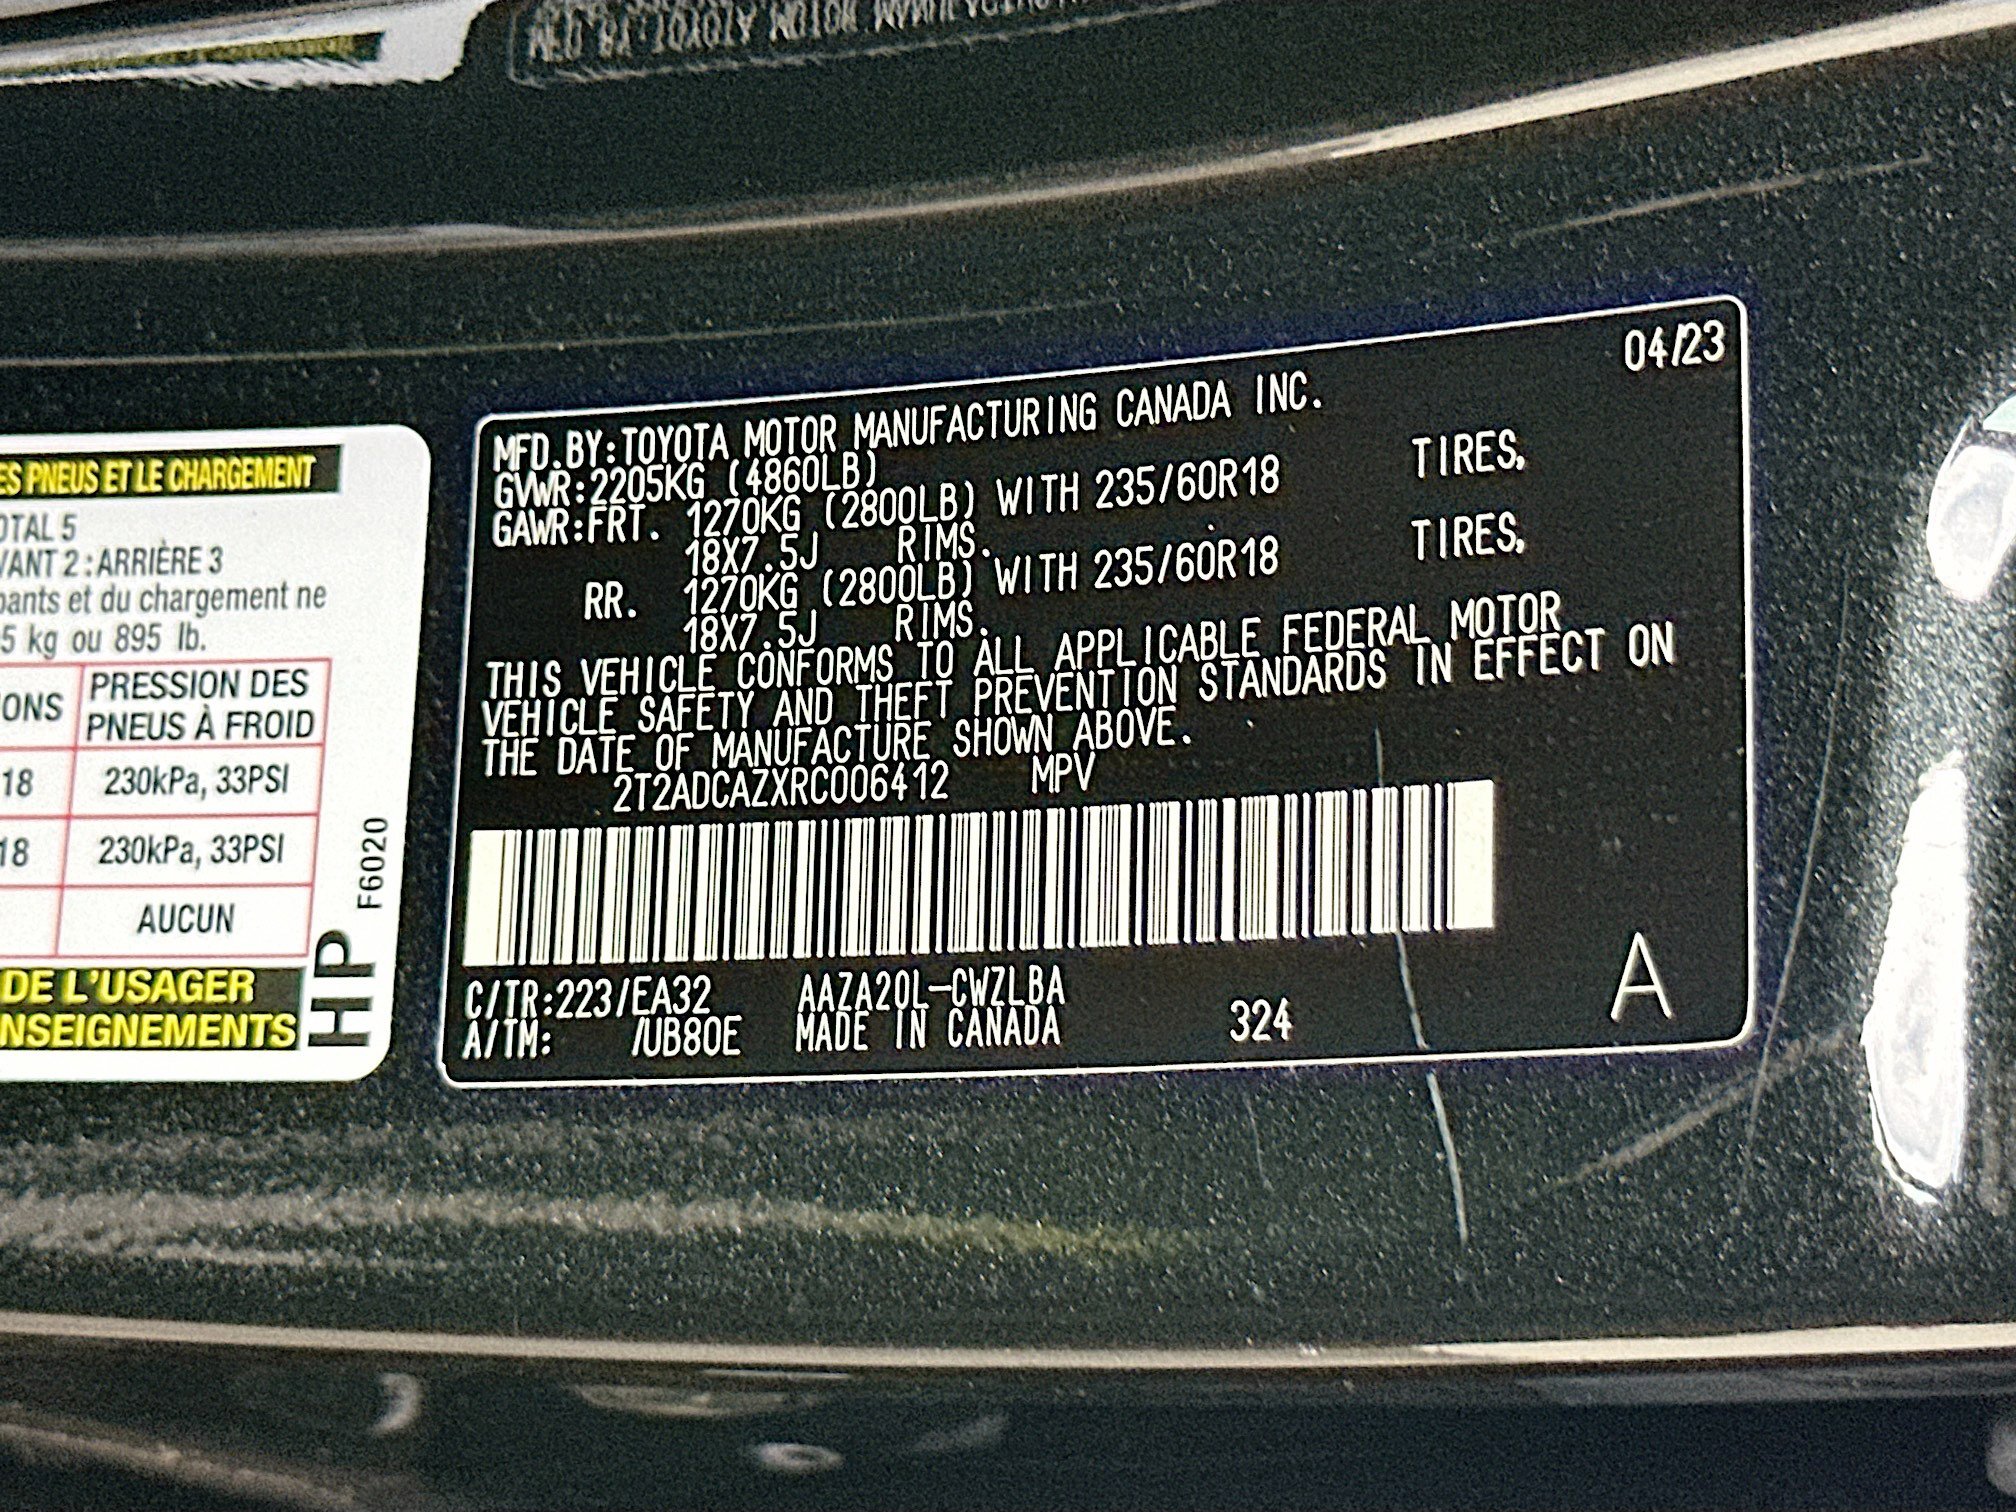 ES PNEUS ET LE CHARGEMENT
OTAL 5
VANT 2 : ARRIÈRE 3
pants et du chargement ne
5 kg ou 895 lb.
ONS PRESSION DES
PNEUS À FROID
18 230kPa, 33PSI
18 230kPa, 33PSI
AUCUN
DE L'USAGER
NSEIGNEMENTS
HP
F6020
04/23
MFD.BY:TOYOTA MOTOR MANUFACTURING CANADA INC.
GVWR:2205KG (4860LB)
GAWR:FRT. 1270KG (2800LB) WITH 235/60R18 TIRES,
18X7.5J RIMS.
RR. 1270KG (2800LB) WITH 235/60R18 TIRES,
18X7.5J RIMS.
THIS VEHICLE CONFORMS TO ALL APPLICABLE FEDERAL MOTOR
VEHICLE SAFETY AND THEFT PREVENTION STANDARDS IN EFFECT ON
THE DATE OF MANUFACTURE SHOWN ABOVE.
2T2ADCAZXRC006412 MPV
C/TR:223/EA32 AAZA20L-CWZLBA
A/TM: /UB80E MADE IN CANADA 324 A